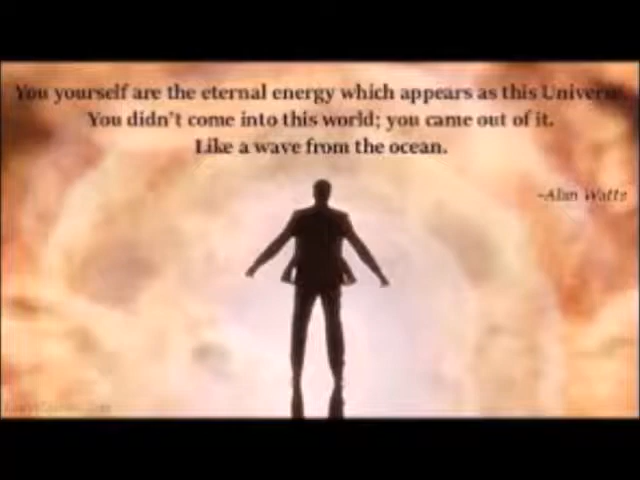 You yourself are the eternal energy which appears as this Universe.
You didn't come into this world; you came out of it.
Like a wave from the ocean.
~Alan Watts